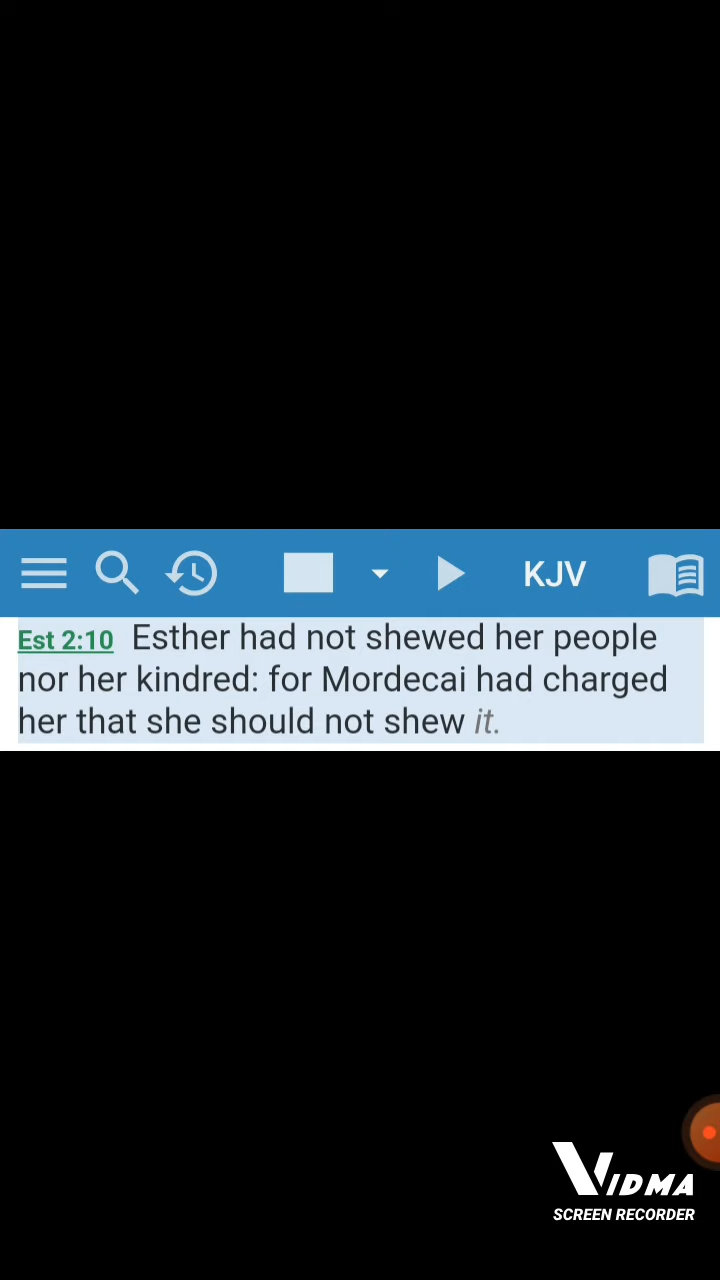 KJV
Est 2:10 Esther had not shewed her people
nor her kindred: for Mordecai had charged
her that she should not shew it.
VIDMA
SCREEN RECORDER